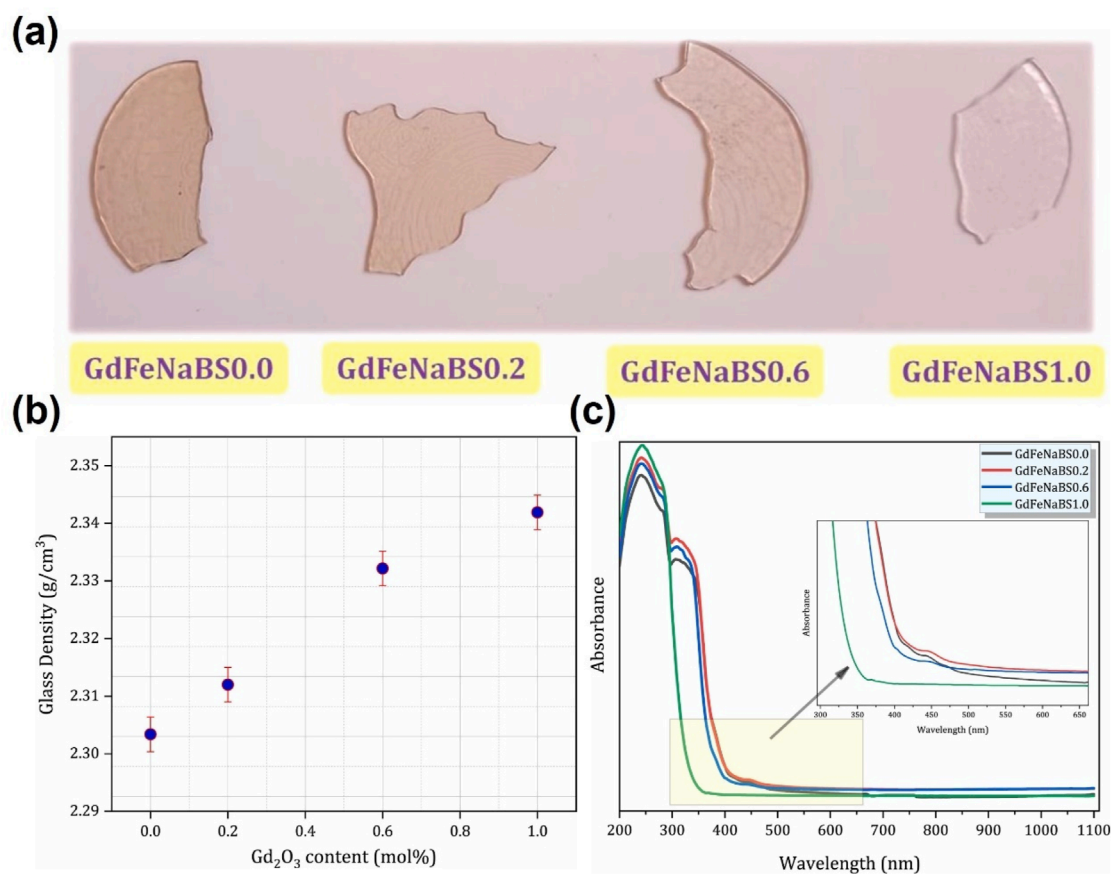 (a)
GdFeNaBS0.0
GdFeNaBS0.2
GdFeNaBS0.6
GdFeNaBS1.0
(b)
Glass Density (g/cm³)
2.35
2.34
2.33
2.32
2.31
2.30
2.29
0.0 0.2 0.4 0.6 0.8 1.0
Gd₂O₃ content (mol%)
(c)
Absorbance
GdFeNaBS0.0
GdFeNaBS0.2
GdFeNaBS0.6
GdFeNaBS1.0
Absorbance
300 350 400 450 500 550 600 650
Wavelength (nm)
200 300 400 500 600 700 800 900 1000 1100
Wavelength (nm)